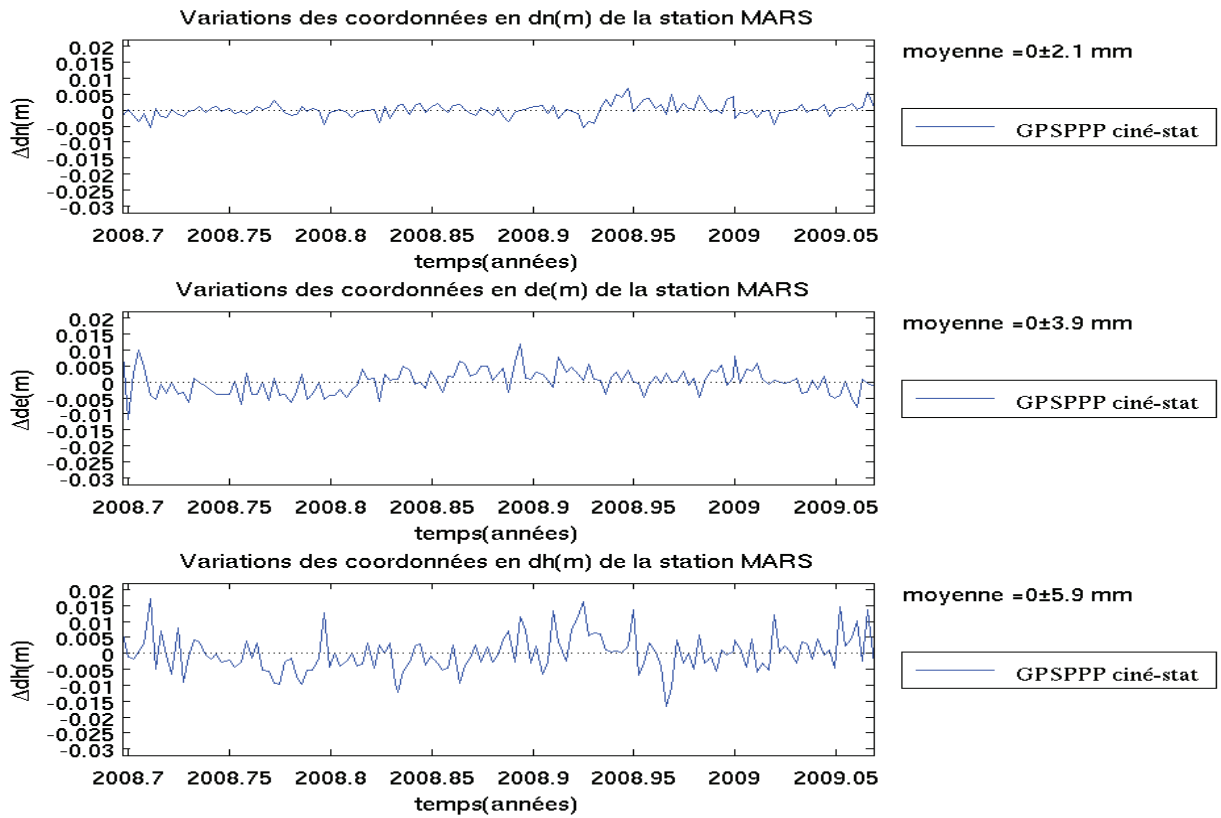 Variations des coordonnées en dn(m) de la station MARS
0.02
0.015
0.01
0.005
0
-0.005
-0.01
-0.015
-0.02
-0.025
-0.03
Δdn(m)
2008.7 2008.75 2008.8 2008.85 2008.9 2008.95 2009 2009.05
temps(années)
moyenne =0±2.1 mm
GPSPPP ciné-stat
Variations des coordonnées en de(m) de la station MARS
0.02
0.015
0.01
0.005
0
-0.005
-0.01
-0.015
-0.02
-0.025
-0.03
Δde(m)
2008.7 2008.75 2008.8 2008.85 2008.9 2008.95 2009 2009.05
temps(années)
moyenne =0±3.9 mm
GPSPPP ciné-stat
Variations des coordonnées en dh(m) de la station MARS
0.02
0.015
0.01
0.005
0
-0.005
-0.01
-0.015
-0.02
-0.025
-0.03
Δdh(m)
2008.7 2008.75 2008.8 2008.85 2008.9 2008.95 2009 2009.05
temps(années)
moyenne =0±5.9 mm
GPSPPP ciné-stat